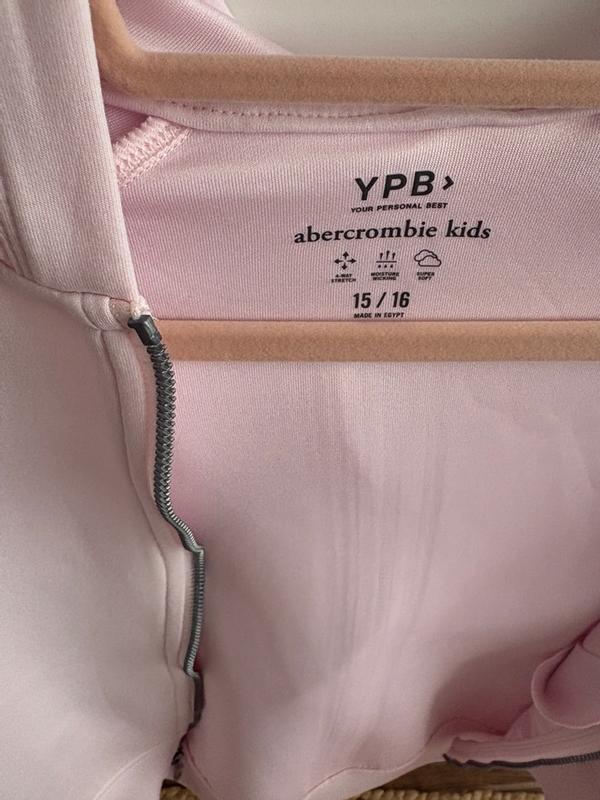 YPB>
YOUR PERSONAL BEST
abercrombie kids
4-WAY STRETCH
MOISTURE WICKING
SUPER SOFT
15 / 16
MADE IN EGYPT